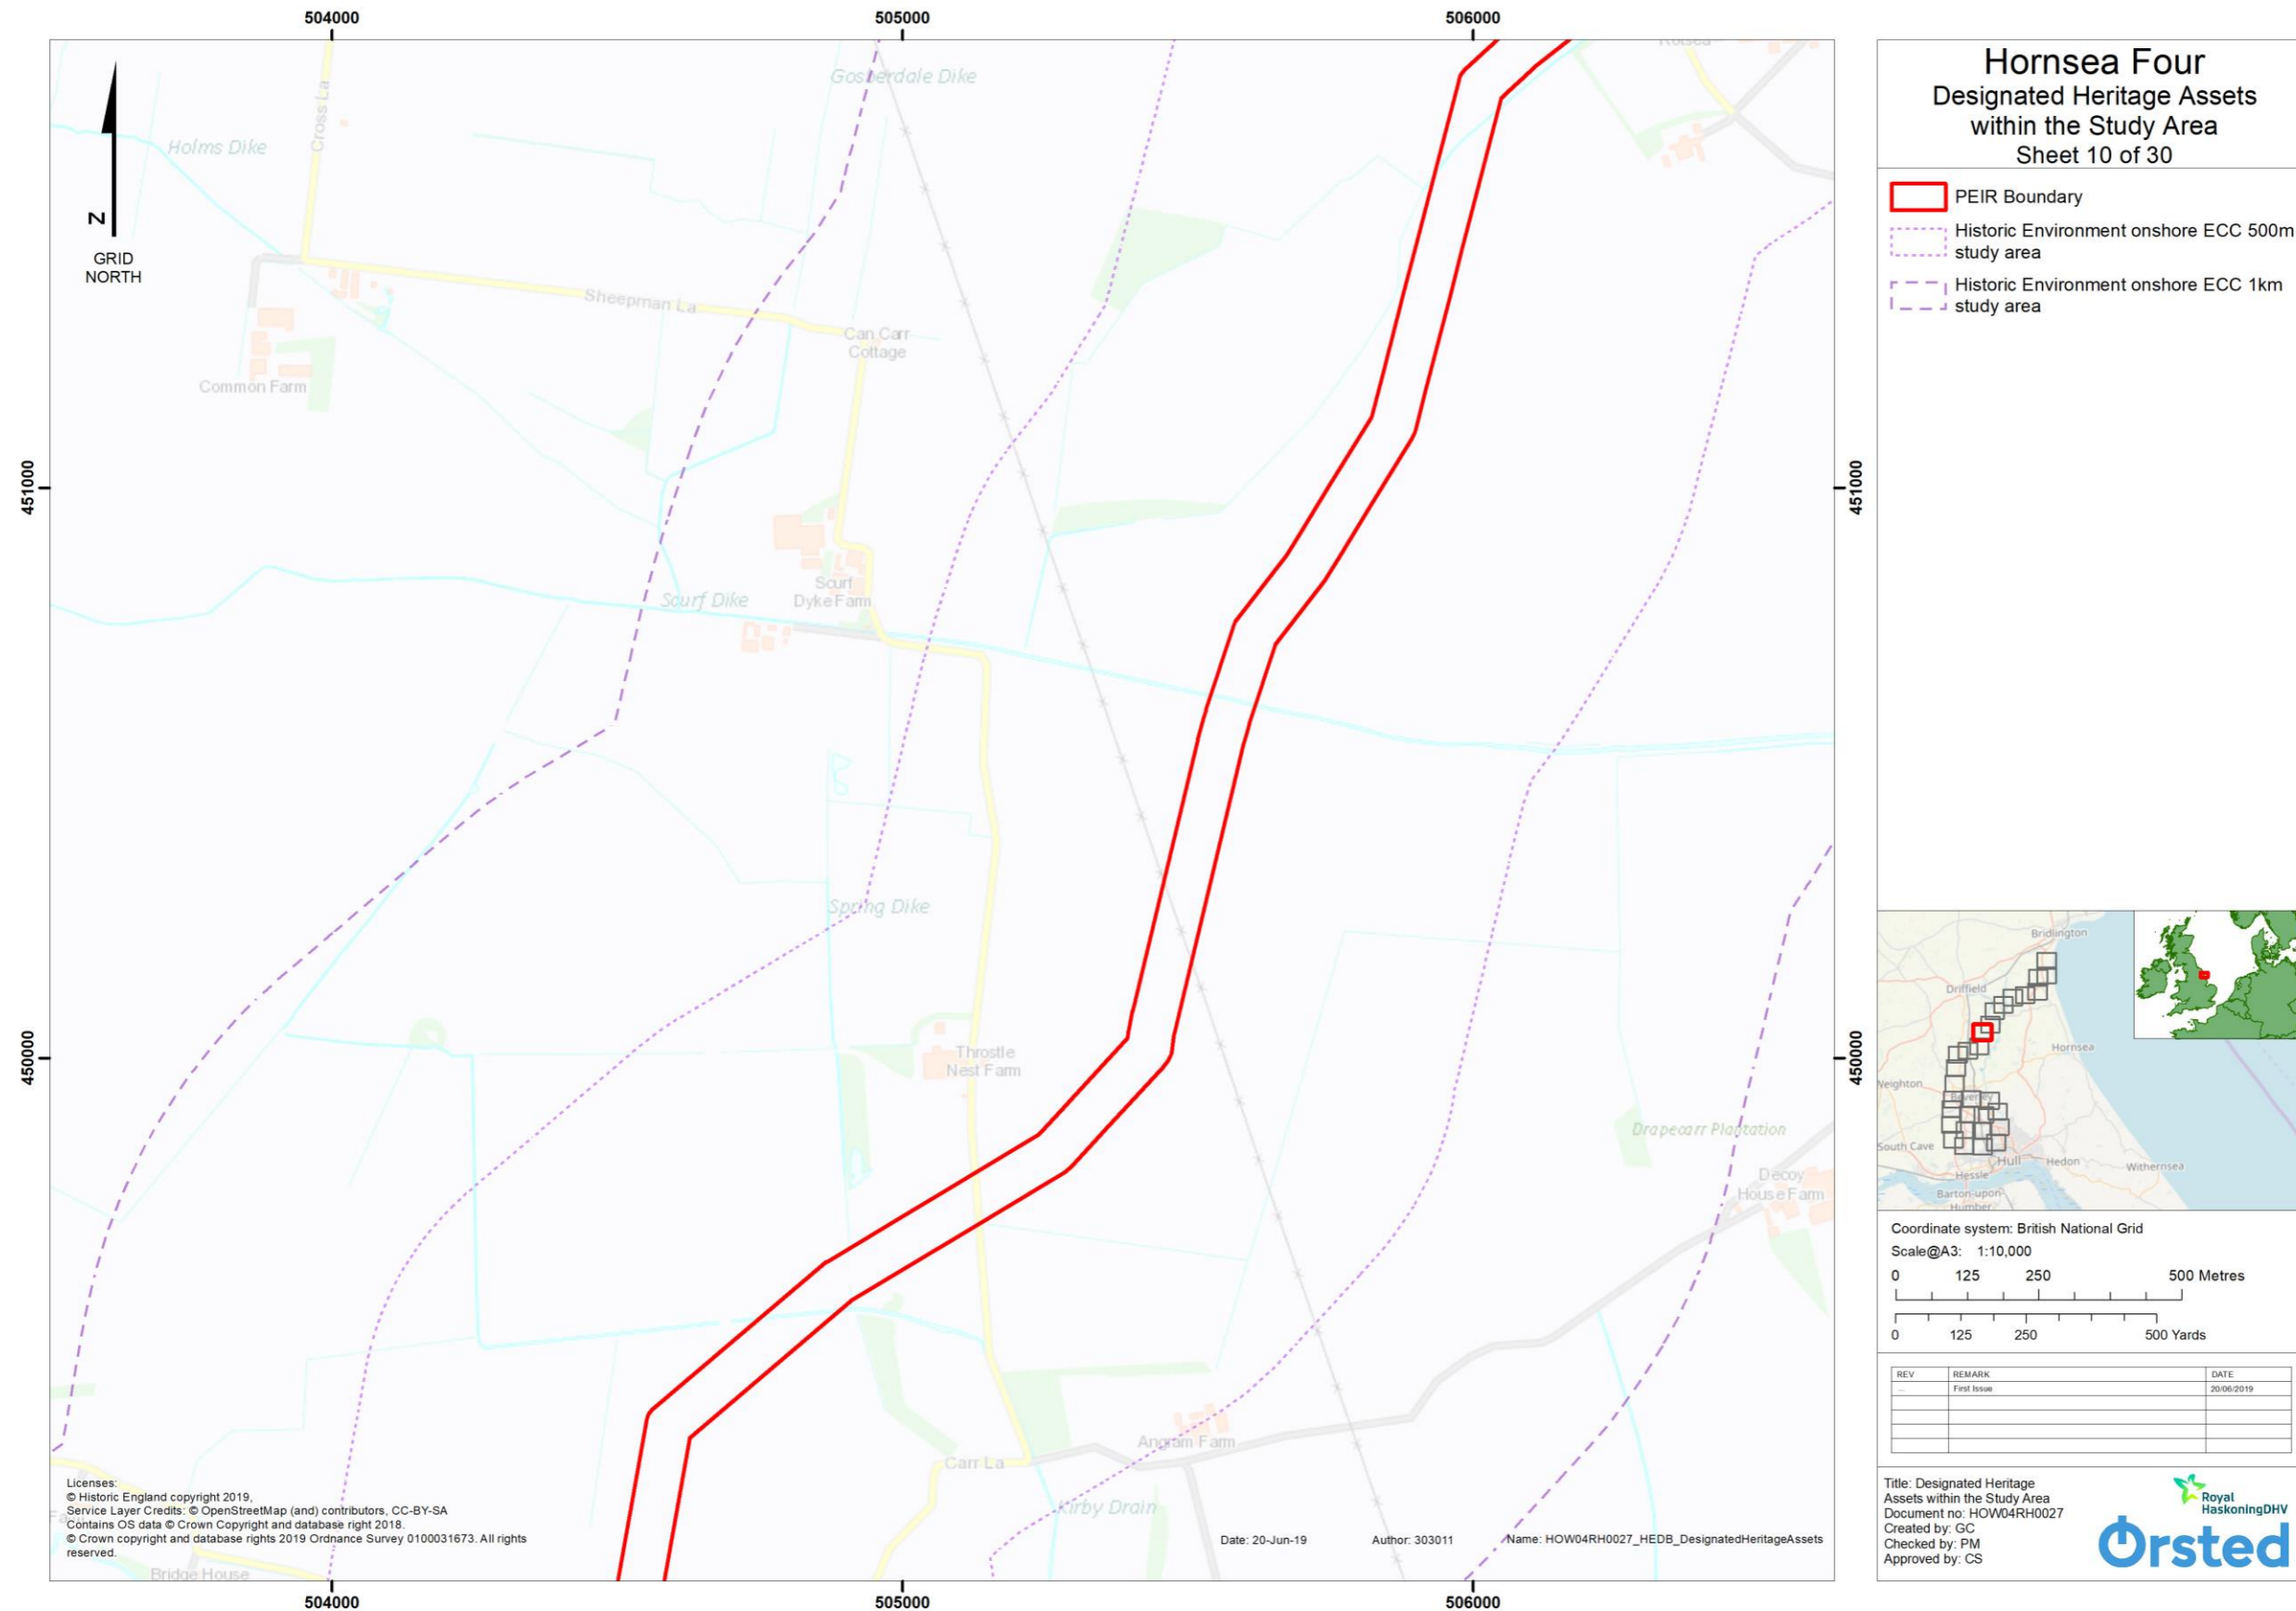 504000
505000
506000
Gosberdale Dike
Rotsea
Cross La
Holms Dike
GRID
NORTH
N
Sheepman La
Can Carr
Cottage
Common Farm
451000
451000
Scurf
Dyke Farm
Scurf Dike
Spring Dike
450000
450000
Throstle
Nest Farm
Drapecarr Plantation
Decoy
House Farm
Angram Farm
Carr La
Kirby Drain
Bridge House
Licenses:
© Historic England copyright 2019,
Service Layer Credits: © OpenStreetMap (and) contributors, CC-BY-SA
Contains OS data © Crown Copyright and database right 2018.
© Crown copyright and database rights 2019 Ordnance Survey 0100031673. All rights
reserved.
Date: 20-Jun-19
Author: 303011
Name: HOW04RH0027_HEDB_DesignatedHeritageAssets
504000
505000
506000
Hornsea Four
Designated Heritage Assets
within the Study Area
Sheet 10 of 30
PEIR Boundary
Historic Environment onshore ECC 500m
study area
Historic Environment onshore ECC 1km
study area
Bridlington
Driffield
Hornsea
Weighton
Beverley
South Cave
Hull
Hedon
Withernsea
Hessle
Barton-upon-
Humber
Coordinate system: British National Grid
Scale@A3: 1:10,000
0 125 250 500 Metres
0 125 250 500 Yards
REV REMARK DATE
-- First Issue 20/06/2019
Title: Designated Heritage
Assets within the Study Area
Document no: HOW04RH0027
Created by: GC
Checked by: PM
Approved by: CS
Royal
HaskoningDHV
Orsted